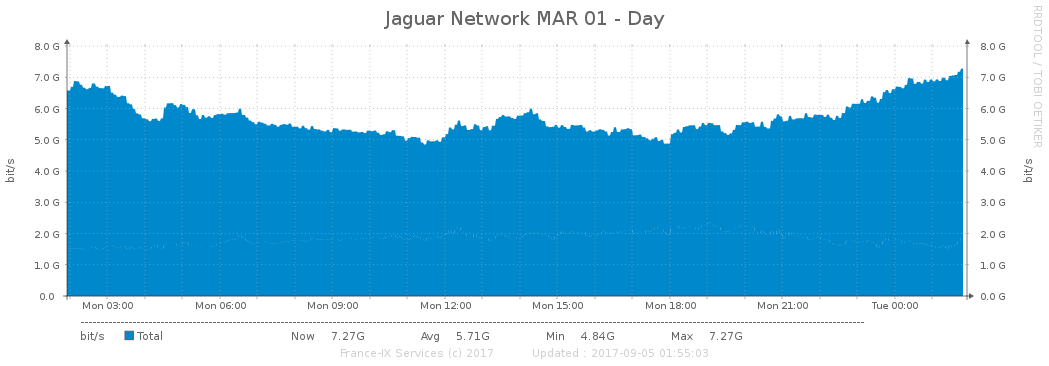 Jaguar Network MAR 01 - Day
RRDTOOL / TOBI OETIKER
8.0 G 8.0 G
7.0 G 7.0 G
6.0 G 6.0 G
5.0 G 5.0 G
4.0 G 4.0 G
3.0 G 3.0 G
2.0 G 2.0 G
1.0 G 1.0 G
0.0 0.0 G
bit/s
bit/s
Mon 03:00 Mon 06:00 Mon 09:00 Mon 12:00 Mon 15:00 Mon 18:00 Mon 21:00 Tue 00:00
bit/s Total Now 7.27G Avg 5.71G Min 4.84G Max 7.27G
France-IX Services (c) 2017 Updated : 2017-09-05 01:55:03